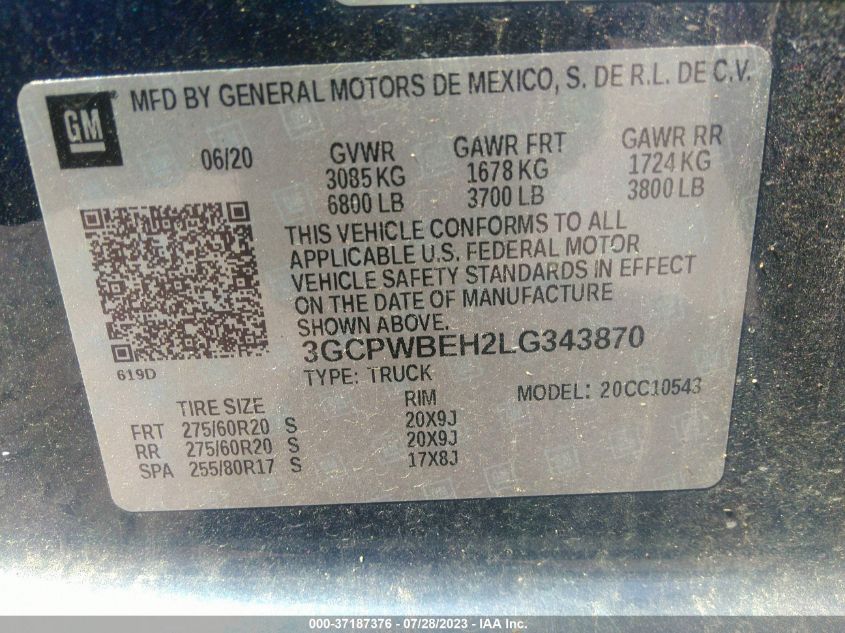 GM
MFD BY GENERAL MOTORS DE MEXICO, S. DE R.L. DE C.V.
06/20
GVWR
3085 KG
6800 LB
GAWR FRT
1678 KG
3700 LB
GAWR RR
1724 KG
3800 LB
THIS VEHICLE CONFORMS TO ALL
APPLICABLE U.S. FEDERAL MOTOR
VEHICLE SAFETY STANDARDS IN EFFECT
ON THE DATE OF MANUFACTURE
SHOWN ABOVE.
3GCPWBEH2LG343870
619D
TYPE: TRUCK
MODEL: 20CC10543
TIRE SIZE RIM
FRT 275/60R20 S 20X9J
RR 275/60R20 S 20X9J
SPA 255/80R17 S 17X8J
000-37187376 - 07/28/2023 - IAA Inc.